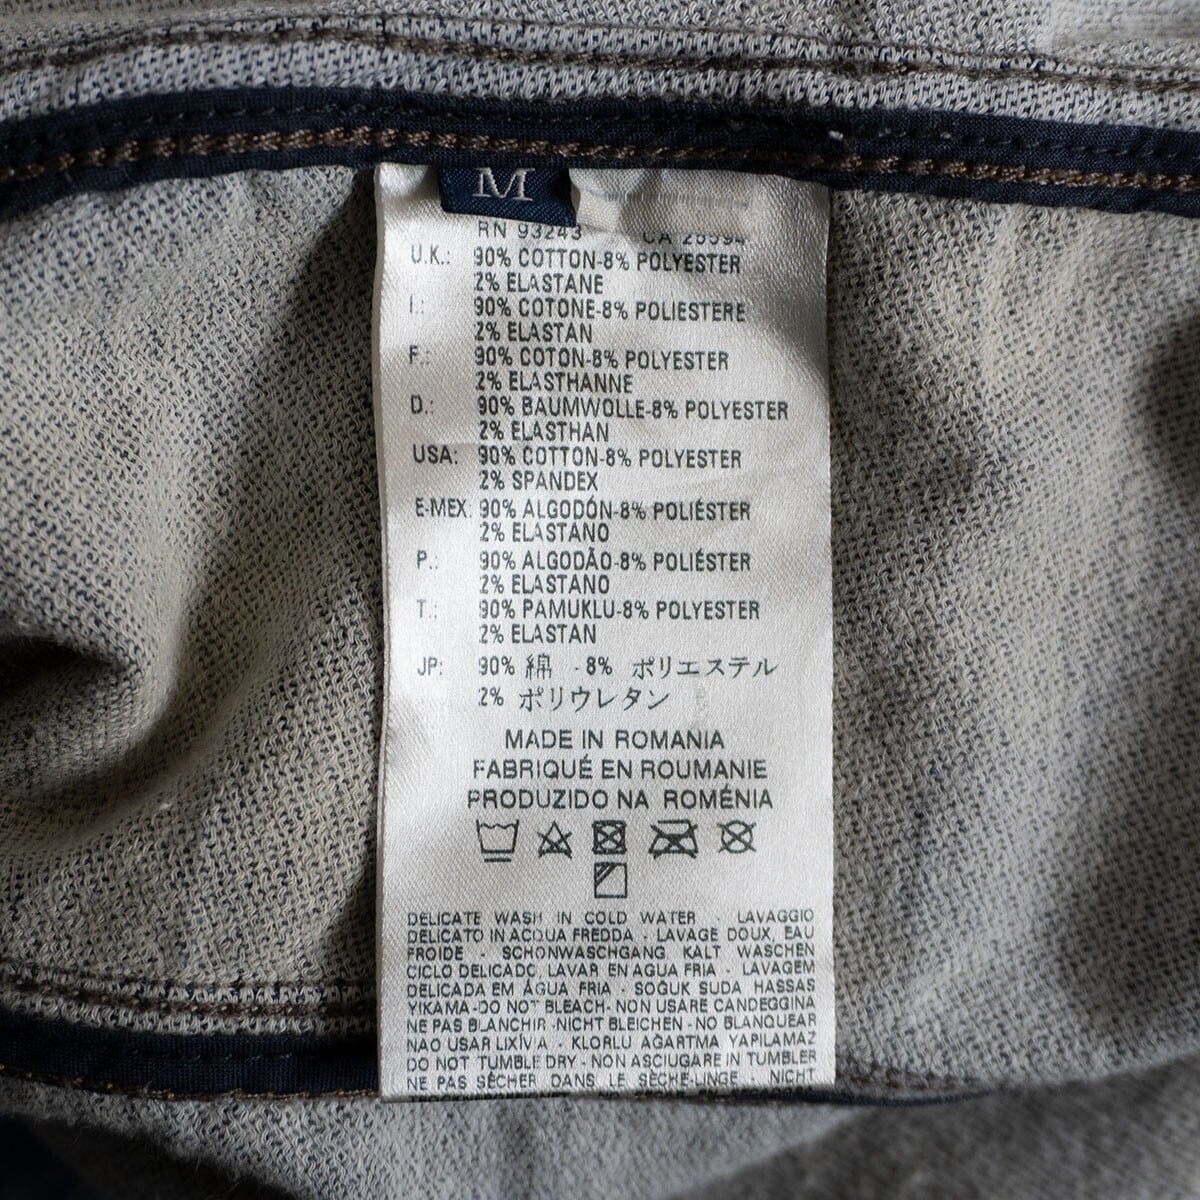 M
RN 93243 CA 26594
U.K.: 90% COTTON-8% POLYESTER
2% ELASTANE
I.: 90% COTONE-8% POLIESTERE
2% ELASTAN
F.: 90% COTON-8% POLYESTER
2% ELASTHANNE
D.: 90% BAUMWOLLE-8% POLYESTER
2% ELASTHAN
USA: 90% COTTON-8% POLYESTER
2% SPANDEX
E-MEX. 90% ALGODÓN-8% POLIÉSTER
2% ELASTANO
P.: 90% ALGODÃO-8% POLIÉSTER
2% ELASTANO
T.: 90% PAMUKLU-8% POLYESTER
2% ELASTAN
JP: 90% 綿 -8% ポリエステル
2% ポリウレタン
MADE IN ROMANIA
FABRIQUÉ EN ROUMANIE
PRODUZIDO NA ROMÉNIA
DELICATE WASH IN COLD WATER - LAVAGGIO
DELICATO IN ACQUA FREDDA - LAVAGE DOUX, EAU
FROIDE - SCHONWASCHGANG KALT WASCHEN
CICLO DELICADO, LAVAR EN AGUA FRIA - LAVAGEM
DELICADA EM ÁGUA FRIA - SOĞUK SUDA HASSAS
YIKAMA -DO NOT BLEACH- NON USARE CANDEGGINA
NE PAS BLANCHIR -NICHT BLEICHEN - NO BLANQUEAR
NAO USAR LIXÍVIA - KLORLU AĞARTMA YAPILAMAZ
DO NOT TUMBLE DRY - NON ASCIUGARE IN TUMBLER
NE PAS SÈCHER DANS LE SÈCHE-LINGE - NICHT